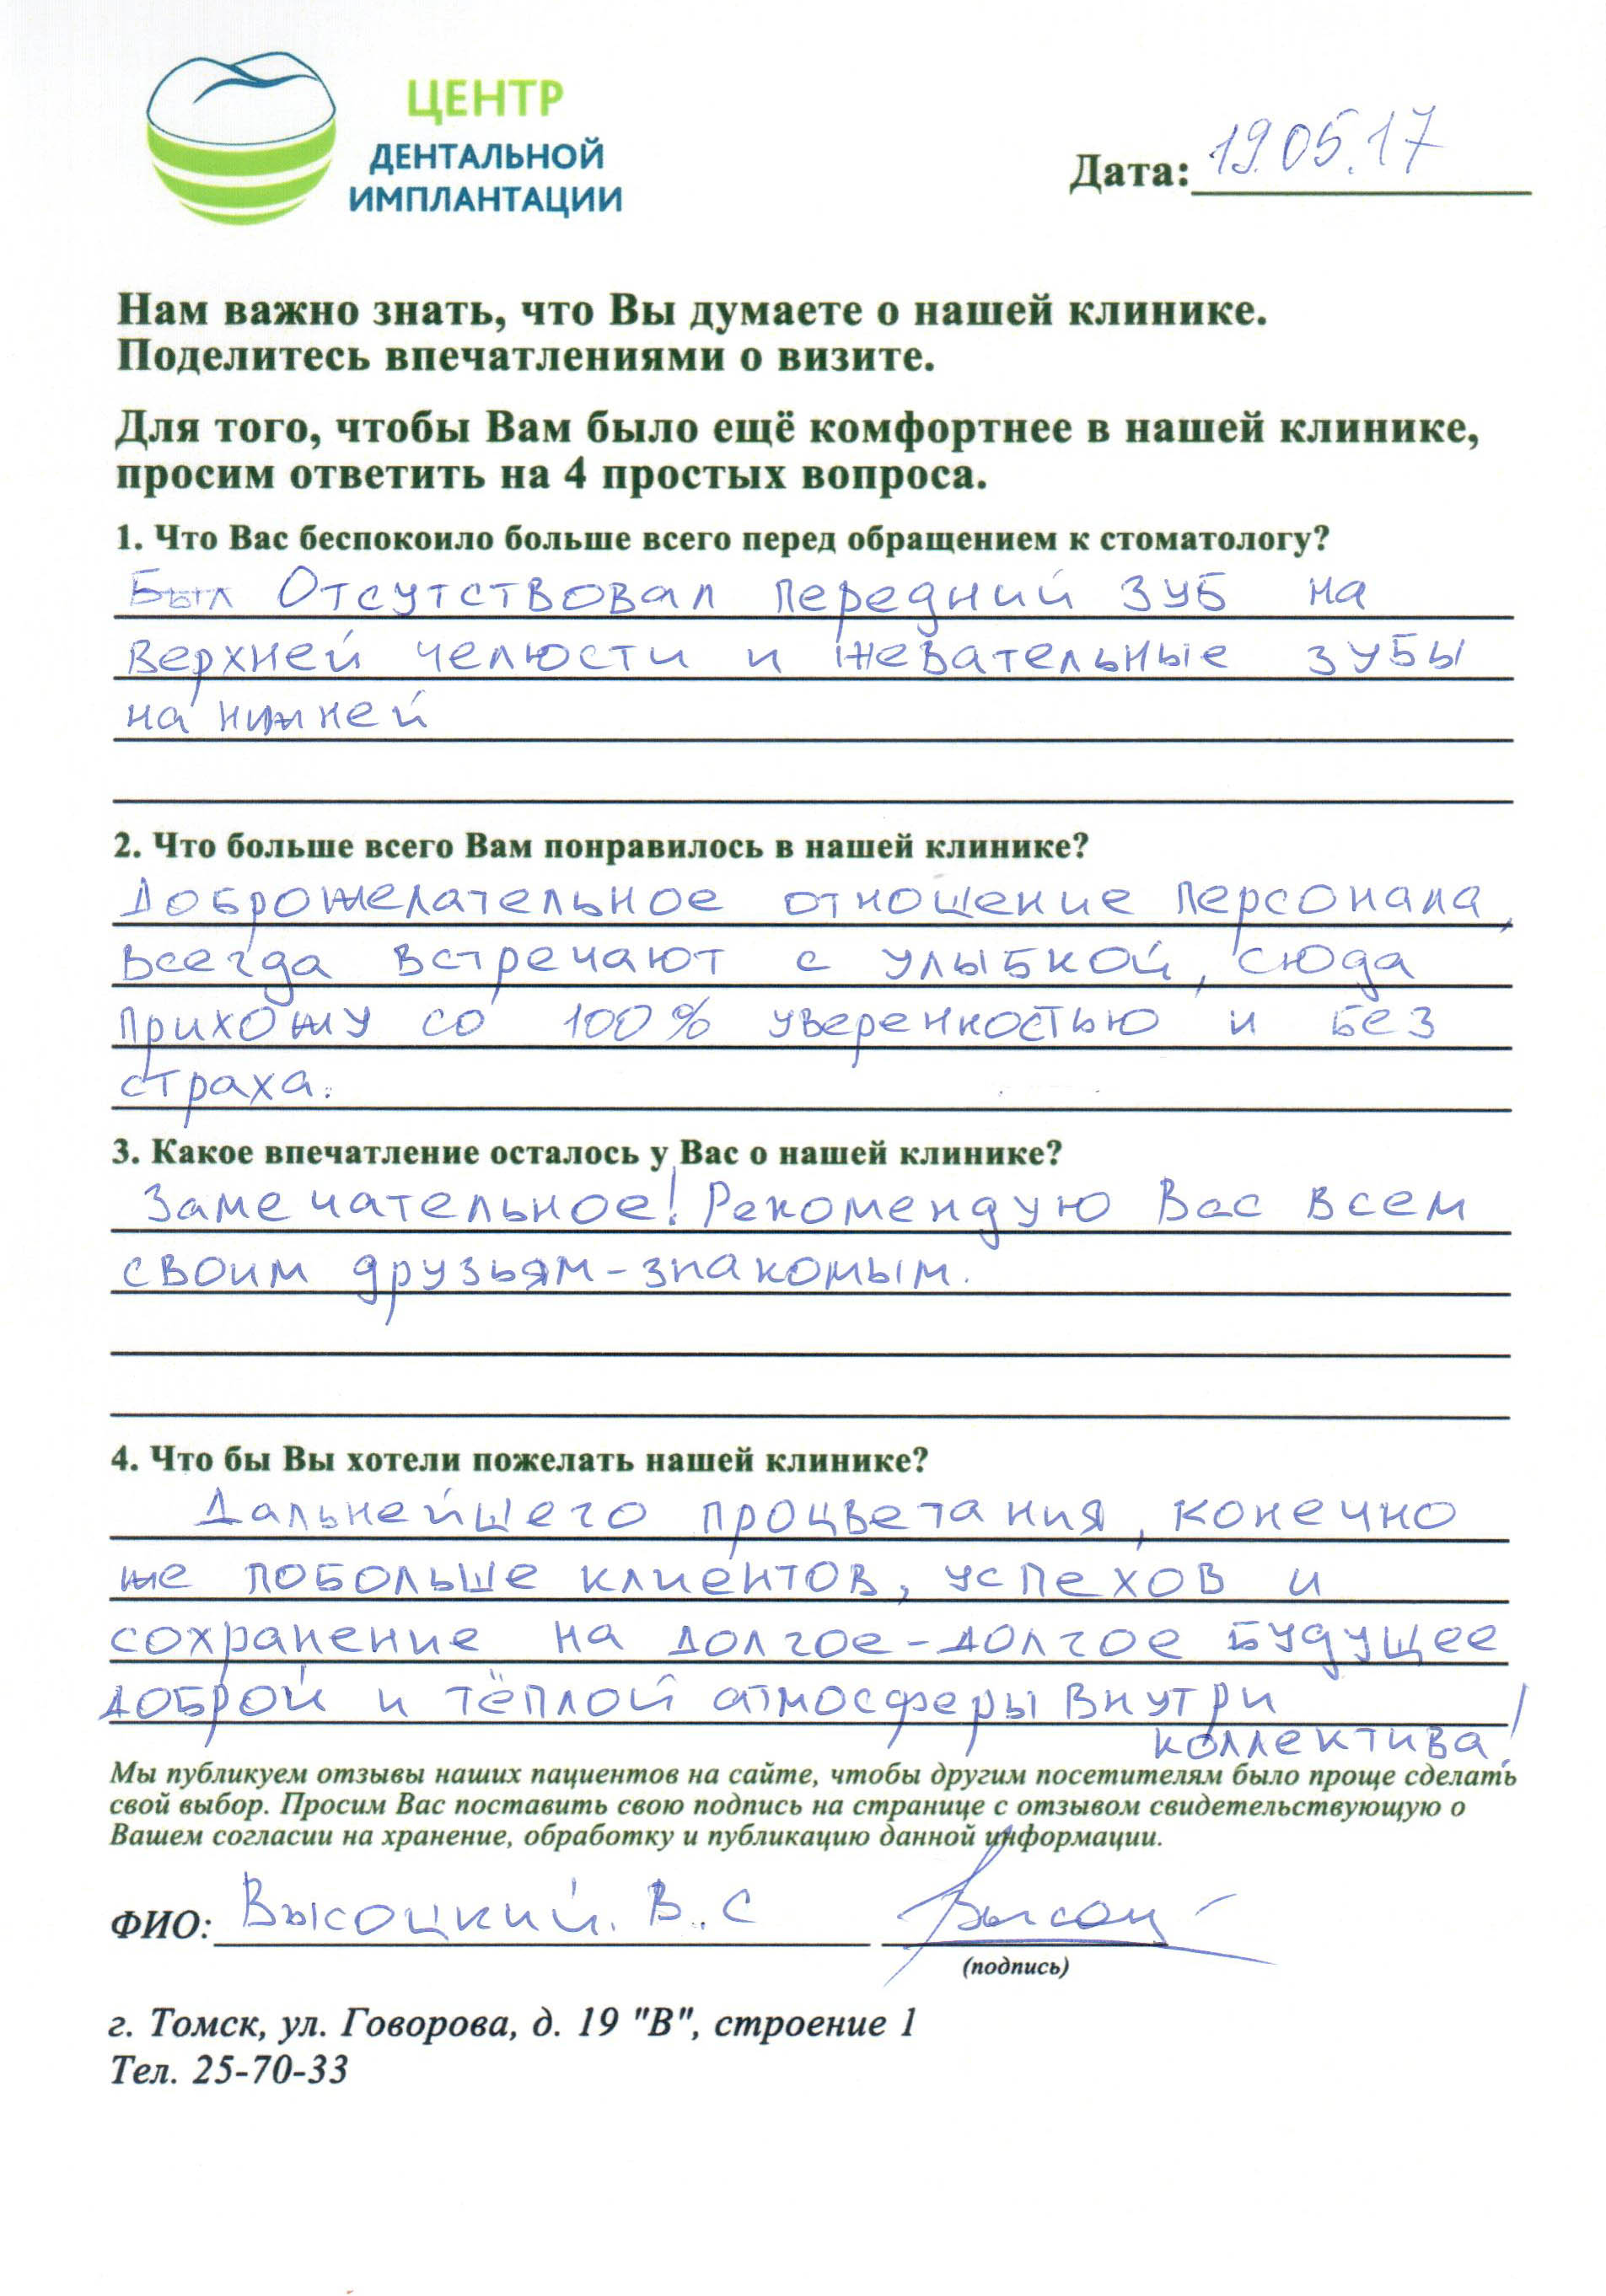 ЦЕНТР
ДЕНТАЛЬНОЙ
ИМПЛАНТАЦИИ
Дата: 19.05.17
Нам важно знать, что Вы думаете о нашей клинике.
Поделитесь впечатлениями о визите.
Для того, чтобы Вам было ещё комфортнее в нашей клинике,
просим ответить на 4 простых вопроса.
1. Что Вас беспокоило больше всего перед обращением к стоматологу?
Был Отсутствовал передний зуб на
верхней челюсти и жевательные зубы
на нижней
2. Что больше всего Вам понравилось в нашей клинике?
Доброжелательное отношение персонала,
всегда встречают с улыбкой, сюда
прихожу со 100% уверенностью и без
страха.
3. Какое впечатление осталось у Вас о нашей клинике?
Замечательное! Рекомендую Вас всем
своим друзьям-знакомым.
4. Что бы Вы хотели пожелать нашей клинике?
Дальнейшего процветания, конечно
же побольше клиентов, успехов и
сохранение на долгое-долгое будущее
доброй и тёплой атмосферы внутри
коллектива!
Мы публикуем отзывы наших пациентов на сайте, чтобы другим посетителям было проще сделать
свой выбор. Просим Вас поставить свою подпись на странице с отзывом свидетельствующую о
Вашем согласии на хранение, обработку и публикацию данной информации.
ФИО: Высоцкий. В.. С Высоц
(подпись)
г. Томск, ул. Говорова, д. 19 "В", строение 1
Тел. 25-70-33